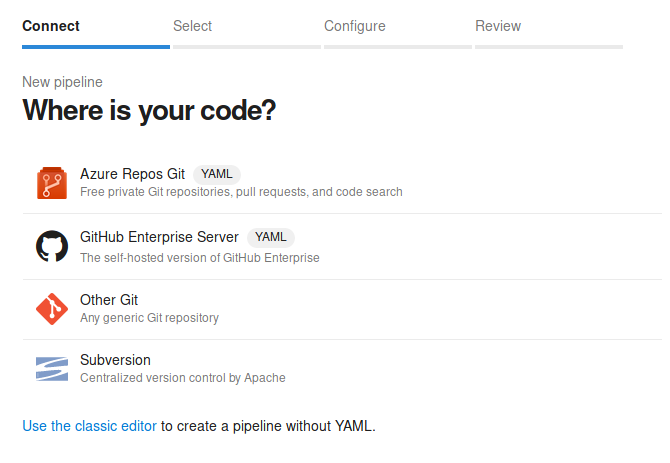 Connect Select Configure Review
New pipeline
Where is your code?
Azure Repos Git YAML
Free private Git repositories, pull requests, and code search
GitHub Enterprise Server YAML
The self-hosted version of GitHub Enterprise
Other Git
Any generic Git repository
Subversion
Centralized version control by Apache
Use the classic editor to create a pipeline without YAML.